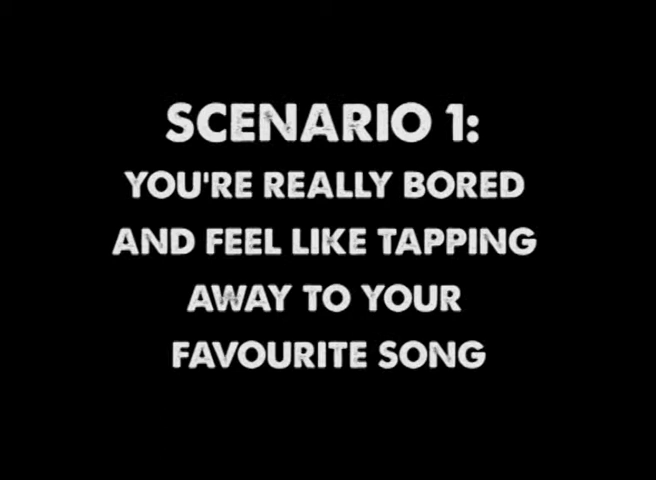 SCENARIO 1:
YOU'RE REALLY BORED
AND FEEL LIKE TAPPING
AWAY TO YOUR
FAVOURITE SONG